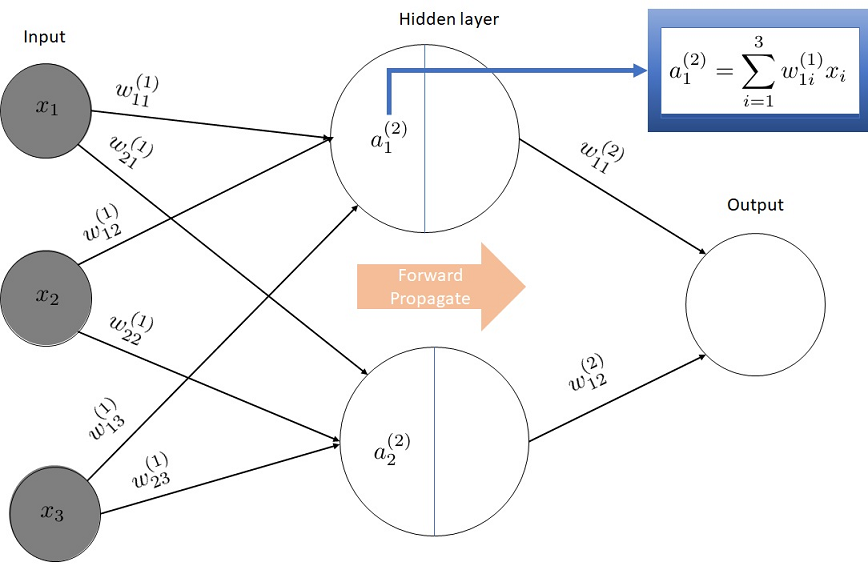 Hidden layer
Input
a_1^{(2)} = \sum_{i=1}^{3} w_{1i}^{(1)} x_i
x_1
w_{11}^{(1)}
w_{21}^{(1)}
a_1^{(2)}
w_{11}^{(2)}
w_{12}^{(1)}
Output
x_2
Forward
Propagate
w_{22}^{(1)}
w_{12}^{(2)}
w_{13}^{(1)}
w_{23}^{(1)}
a_2^{(2)}
x_3